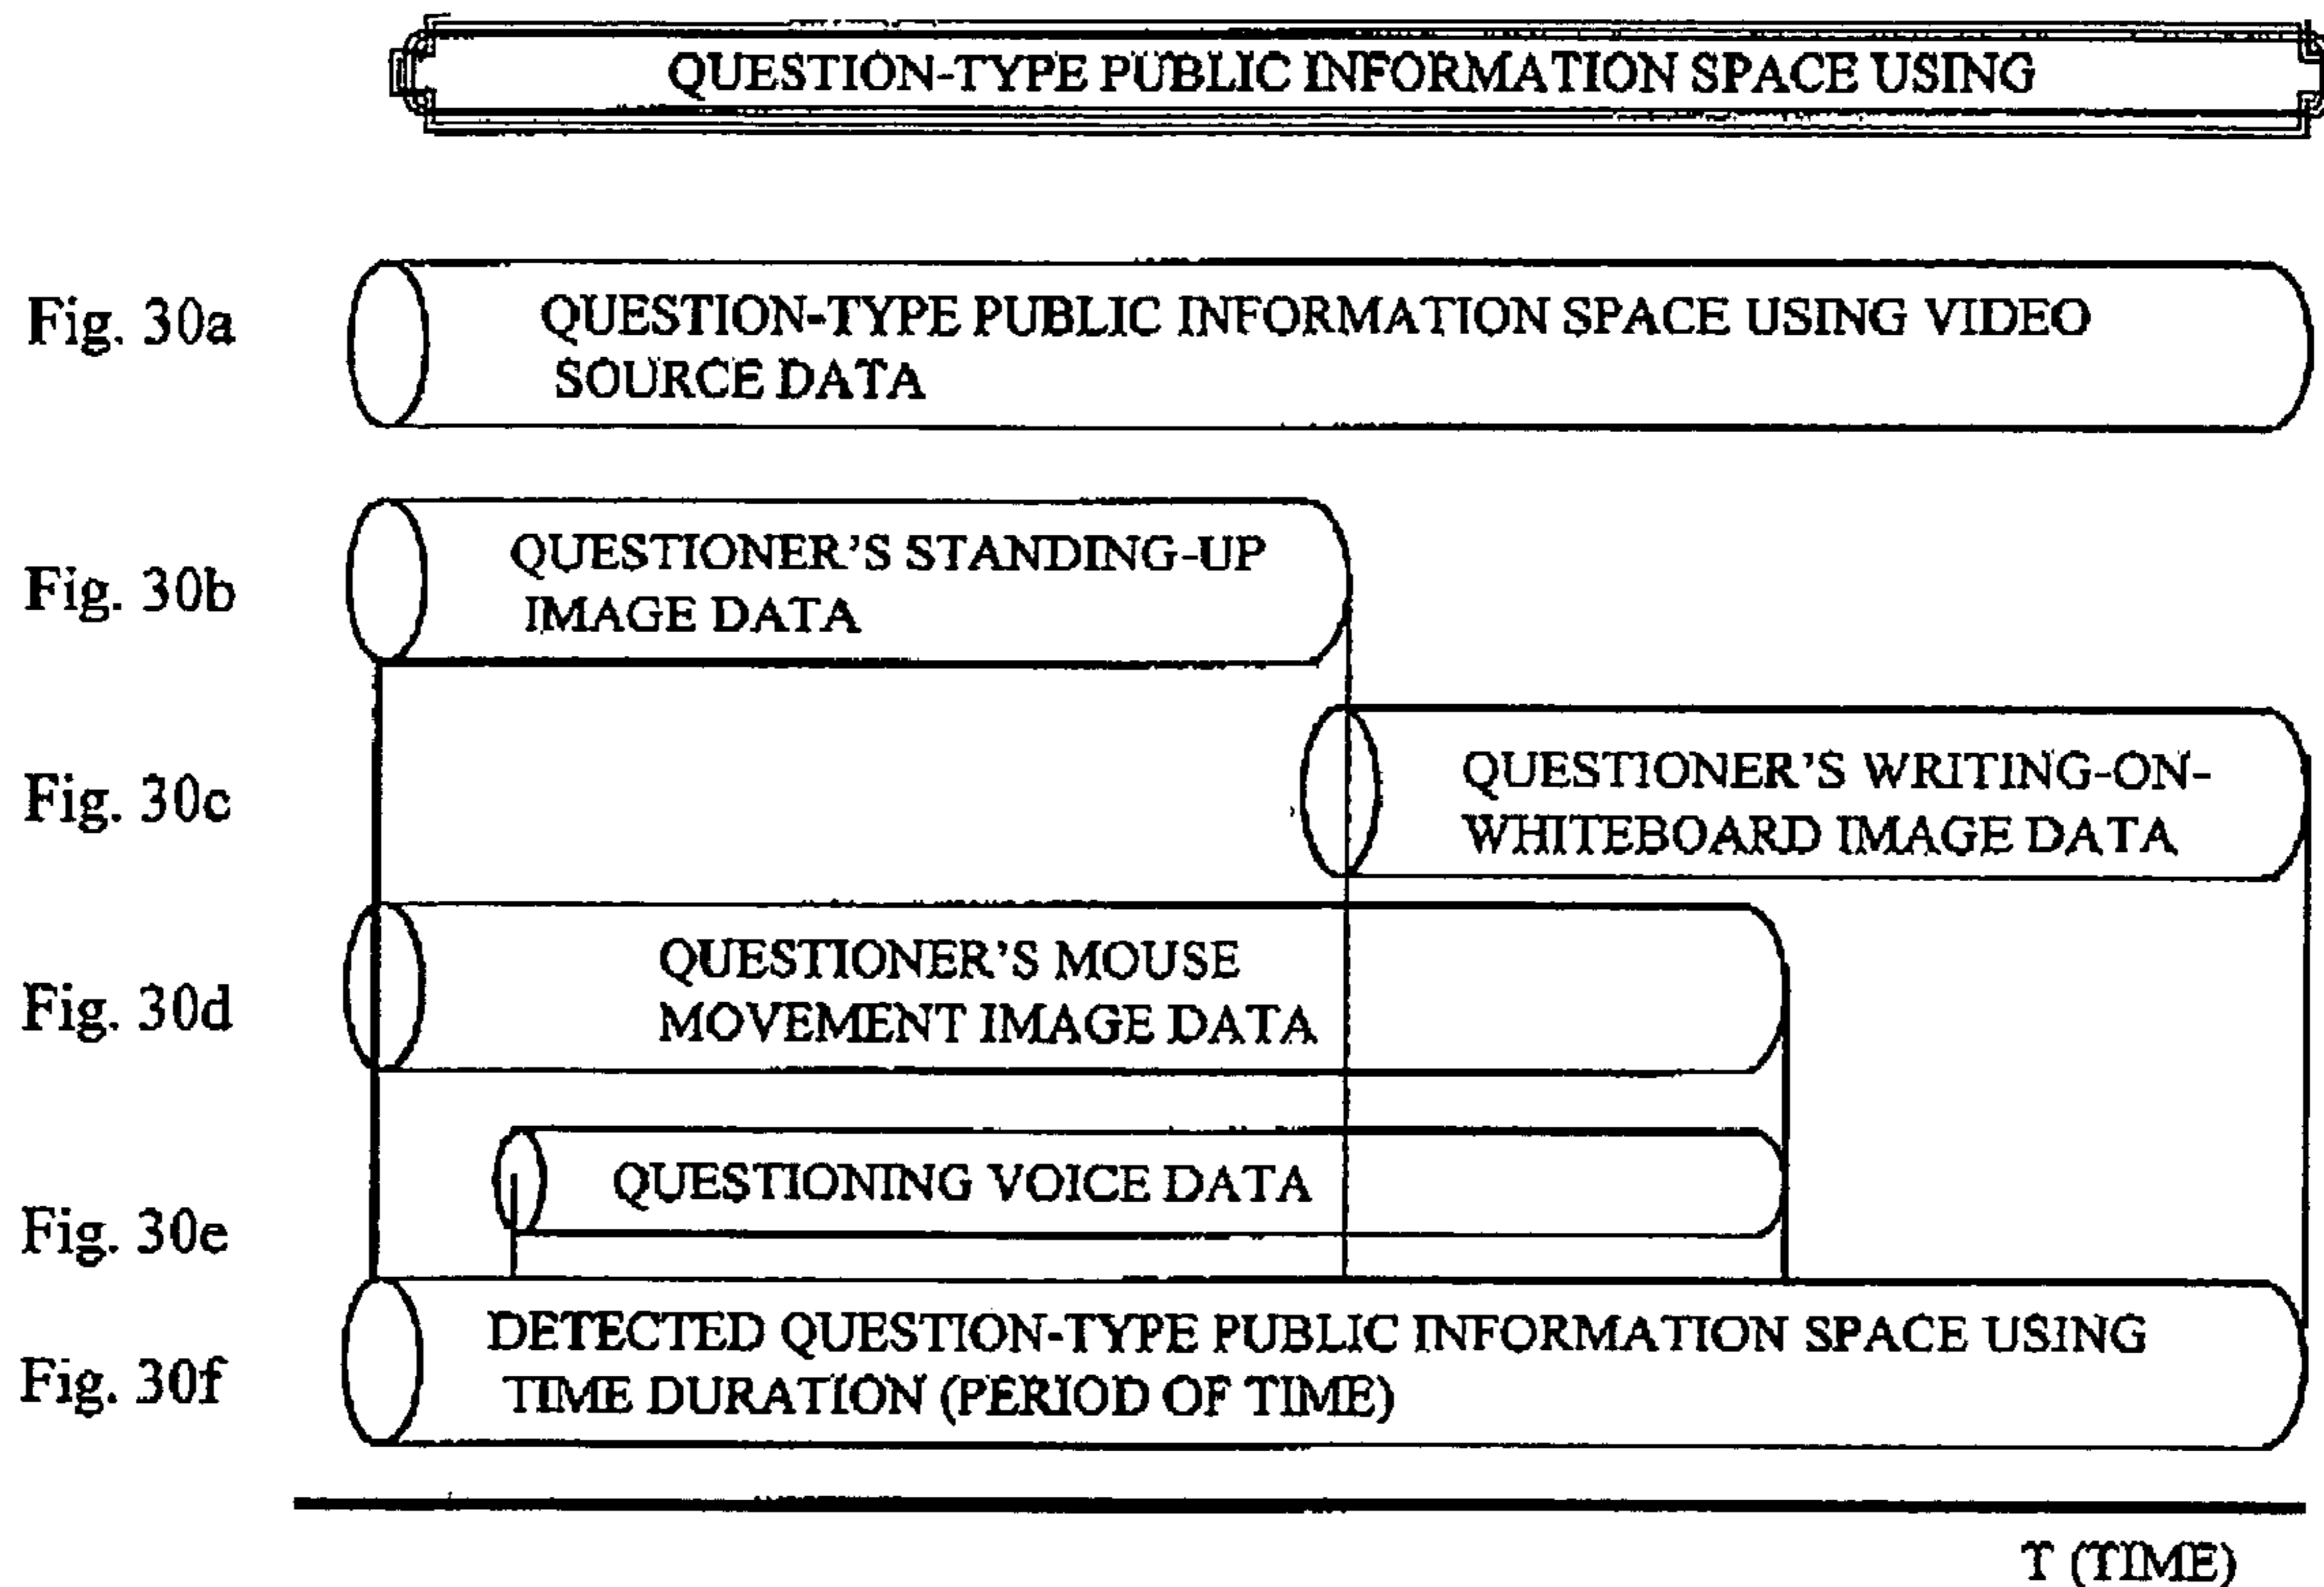 QUESTION-TYPE PUBLIC INFORMATION SPACE USING
Fig. 30a
QUESTION-TYPE PUBLIC INFORMATION SPACE USING VIDEO
SOURCE DATA
Fig. 30b
QUESTIONER'S STANDING-UP
IMAGE DATA
Fig. 30c
QUESTIONER'S WRITING-ON-
WHITEBOARD IMAGE DATA
Fig. 30d
QUESTIONER'S MOUSE
MOVEMENT IMAGE DATA
Fig. 30e
QUESTIONING VOICE DATA
Fig. 30f
DETECTED QUESTION-TYPE PUBLIC INFORMATION SPACE USING
TIME DURATION (PERIOD OF TIME)
T (TIME)